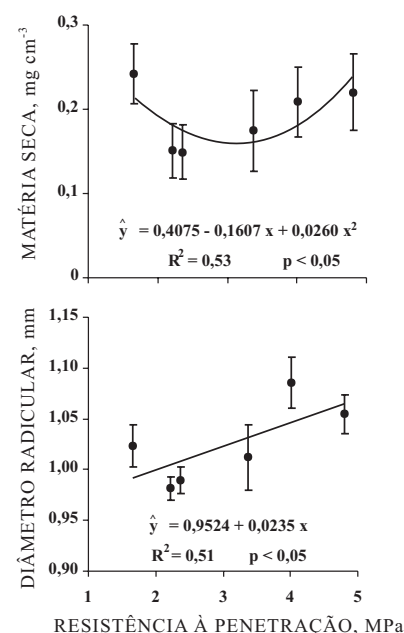 MATÉRIA SECA, mg cm-3
0,3
0,2
0,1
0
ŷ = 0,4075 - 0,1607 x + 0,0260 x²
R² = 0,53 p < 0,05
DIÂMETRO RADICULAR, mm
1,15
1,10
1,05
1,00
0,95
0,90
ŷ = 0,9524 + 0,0235 x
R² = 0,51 p < 0,05
1 2 3 4 5
RESISTÊNCIA À PENETRAÇÃO, MPa